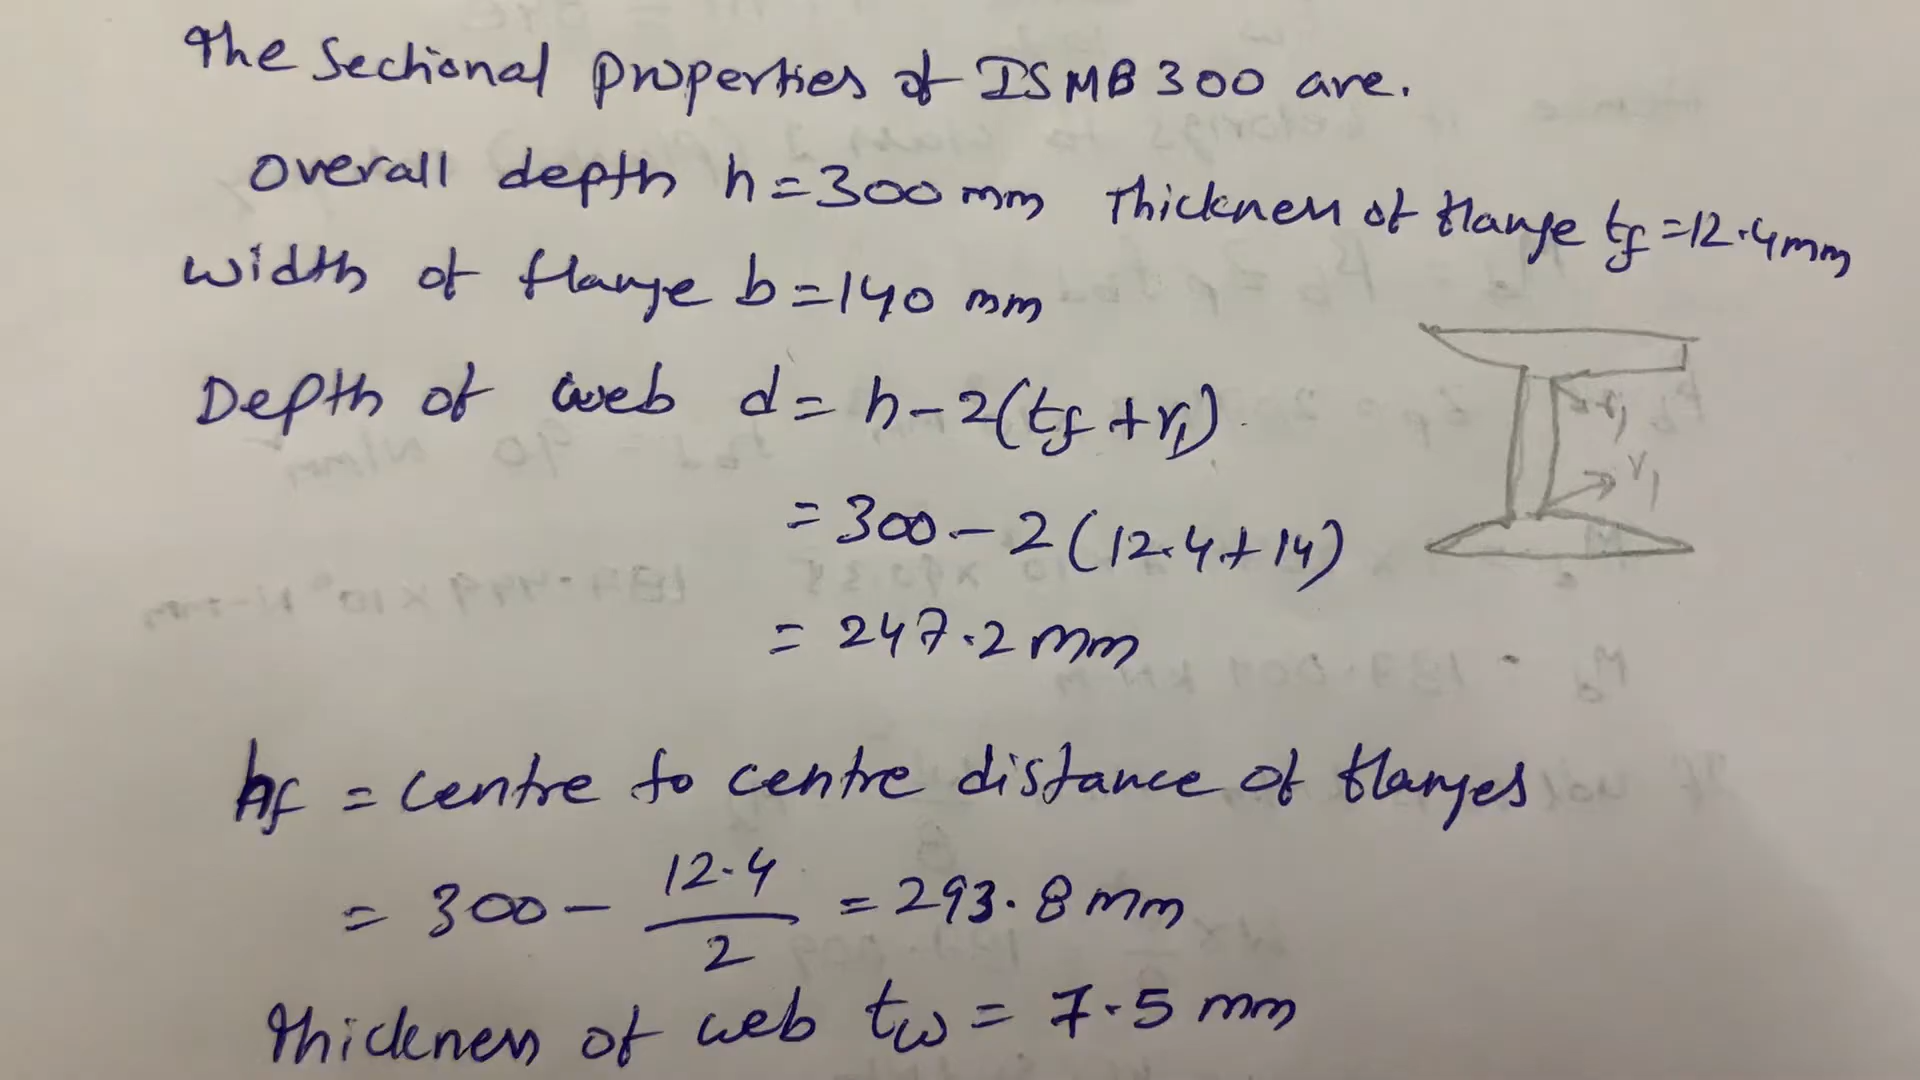 The Sectional properties of ISMB 300 are.
overall depth h = 300 mm Thickness of flange tf = 12.4 mm
width of flange b = 140 mm
Depth of web d = h - 2(tf + r1)
= 300 - 2(12.4 + 14)
= 247.2 mm
r1
r1
hf = centre to centre distance of flanges
= 300 - 12.4/2 = 293.8 mm
Thickness of web tw = 7.5 mm